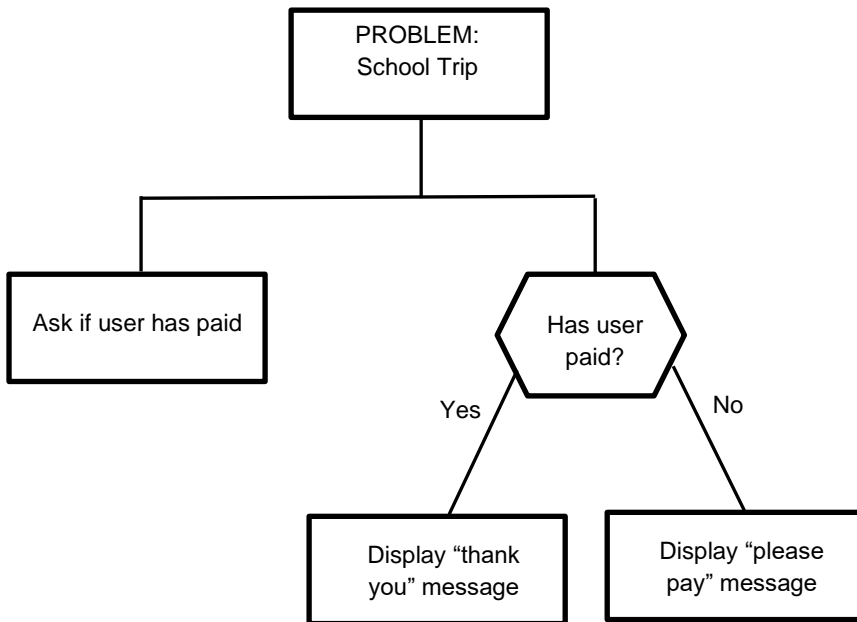 PROBLEM:
School Trip
Ask if user has paid
Has user
paid?
Yes
No
Display “thank
you” message
Display “please
pay” message